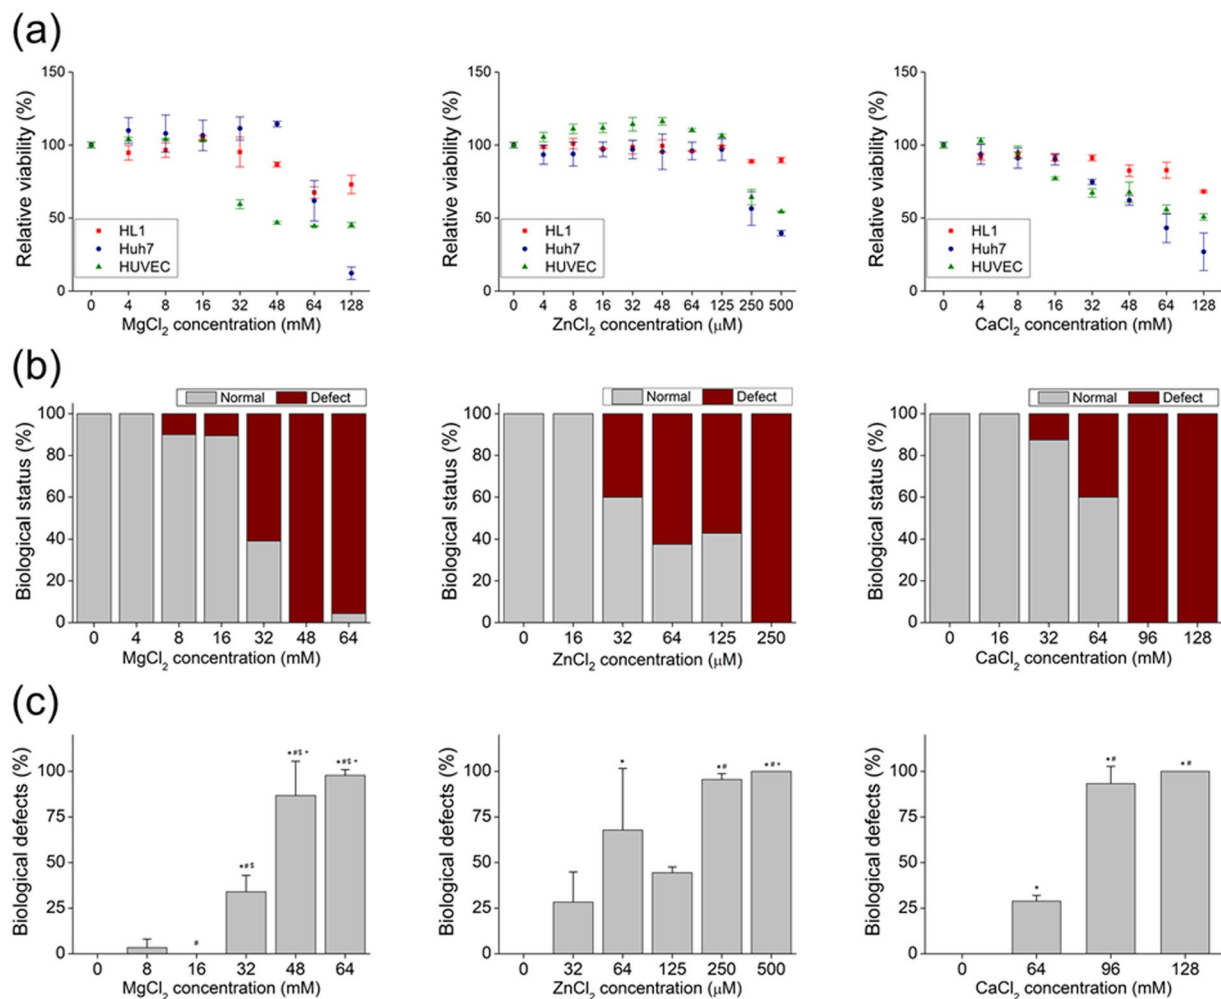 (a)
Relative viability (%)
150
100
50
0
HL1
Huh7
HUVEC
0 4 8 16 32 48 64 128
MgCl2 concentration (mM)
Relative viability (%)
150
100
50
0
HL1
Huh7
HUVEC
0 4 8 16 32 48 64 125 250 500
ZnCl2 concentration (μM)
Relative viability (%)
150
100
50
0
HL1
Huh7
HUVEC
0 4 8 16 32 48 64 128
CaCl2 concentration (mM)
(b)
Normal Defect
Biological status (%)
100
80
60
40
20
0
0 4 8 16 32 48 64
MgCl2 concentration (mM)
Normal Defect
Biological status (%)
100
80
60
40
20
0
0 16 32 64 125 250
ZnCl2 concentration (μM)
Normal Defect
Biological status (%)
100
80
60
40
20
0
0 16 32 64 96 128
CaCl2 concentration (mM)
(c)
Biological defects (%)
100
75
50
25
0
#
*#$
*#$ +
*#$ +
0 8 16 32 48 64
MgCl2 concentration (mM)
Biological defects (%)
100
75
50
25
0
*
*#
*# +
0 32 64 125 250 500
ZnCl2 concentration (μM)
Biological defects (%)
100
75
50
25
0
*
*#
*#
0 64 96 128
CaCl2 concentration (mM)